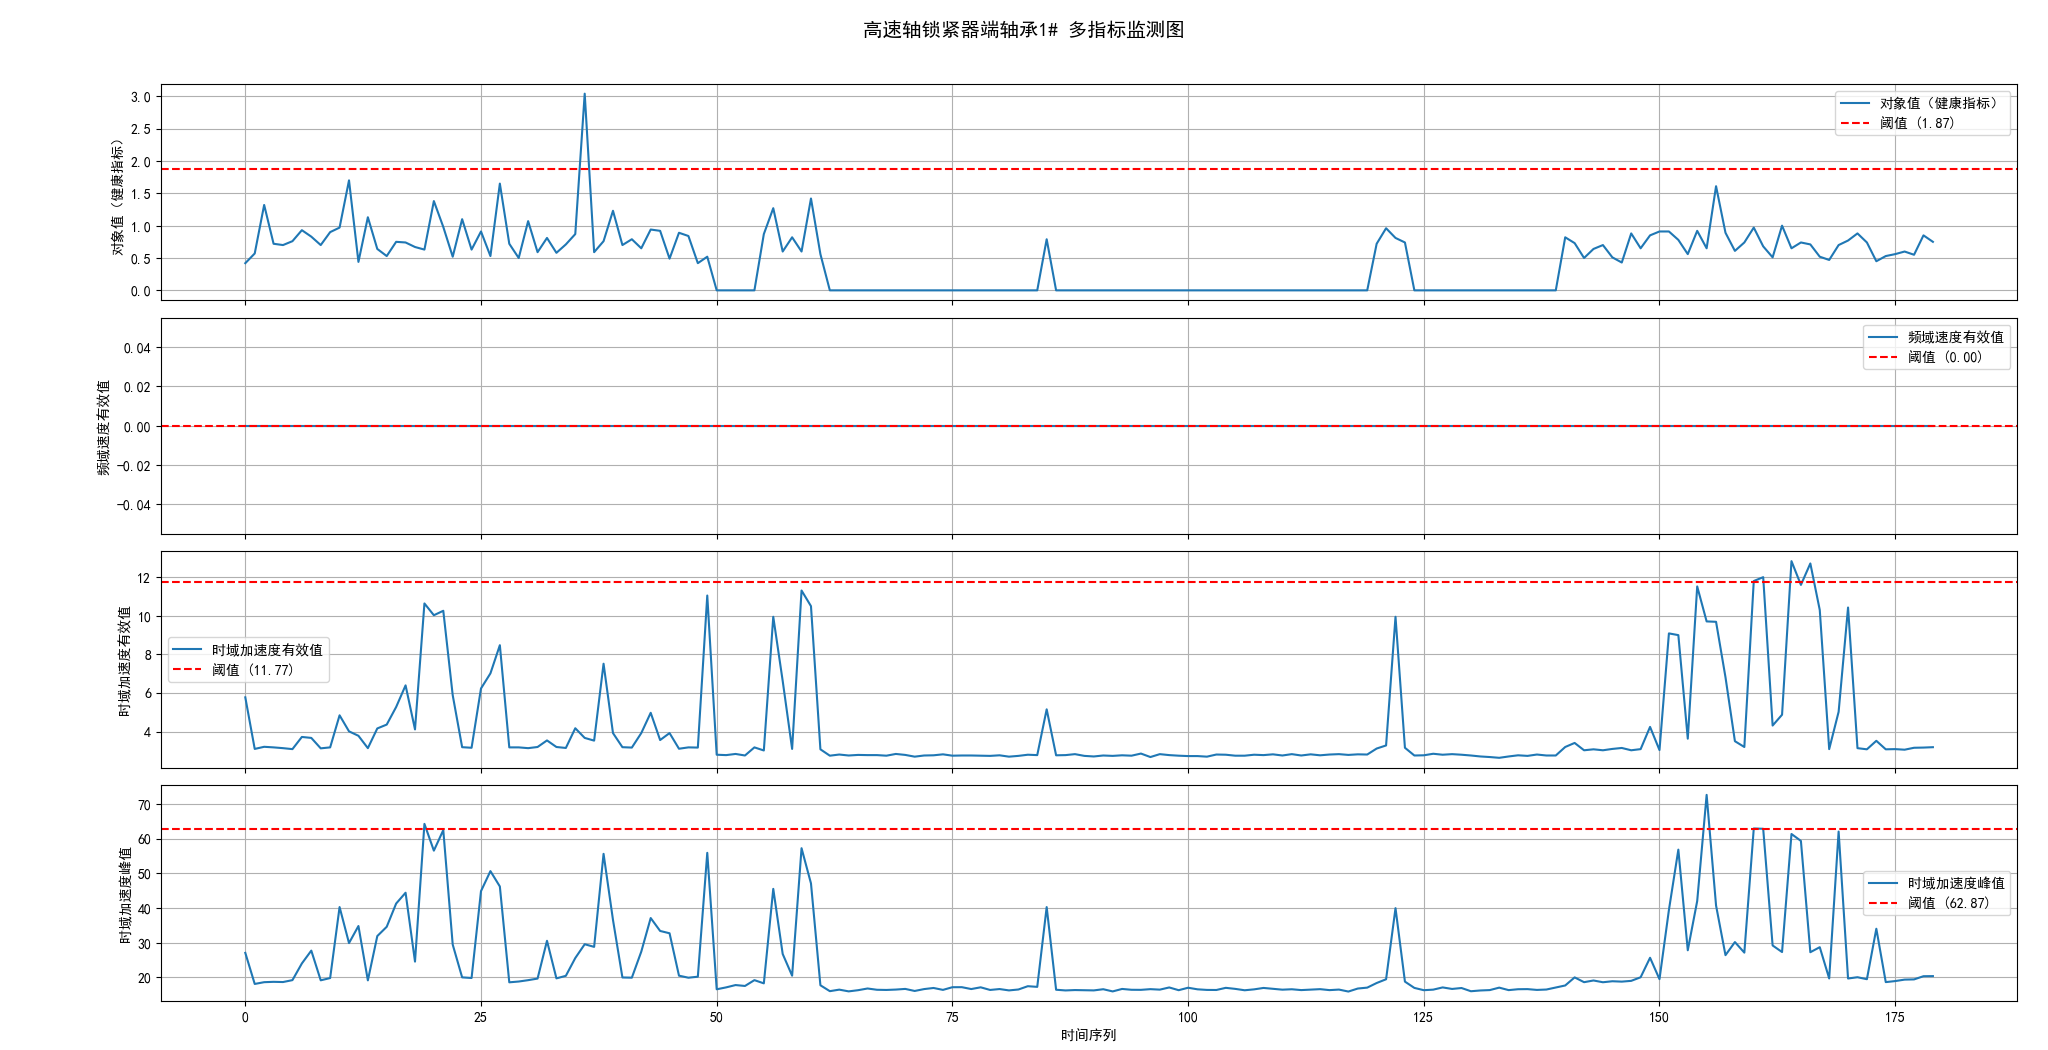 高速轴锁紧器端轴承1# 多指标监测图
对象值（健康指标）
3.0
2.5
2.0
1.5
1.0
0.5
0.0
对象值（健康指标）
阈值 (1.87)
频域速度有效值
0.04
0.02
0.00
−0.02
−0.04
频域速度有效值
阈值 (0.00)
时域加速度有效值
12
10
8
6
4
时域加速度有效值
阈值 (11.77)
时域加速度峰值
70
60
50
40
30
20
时域加速度峰值
阈值 (62.87)
0 25 50 75 100 125 150 175
时间序列